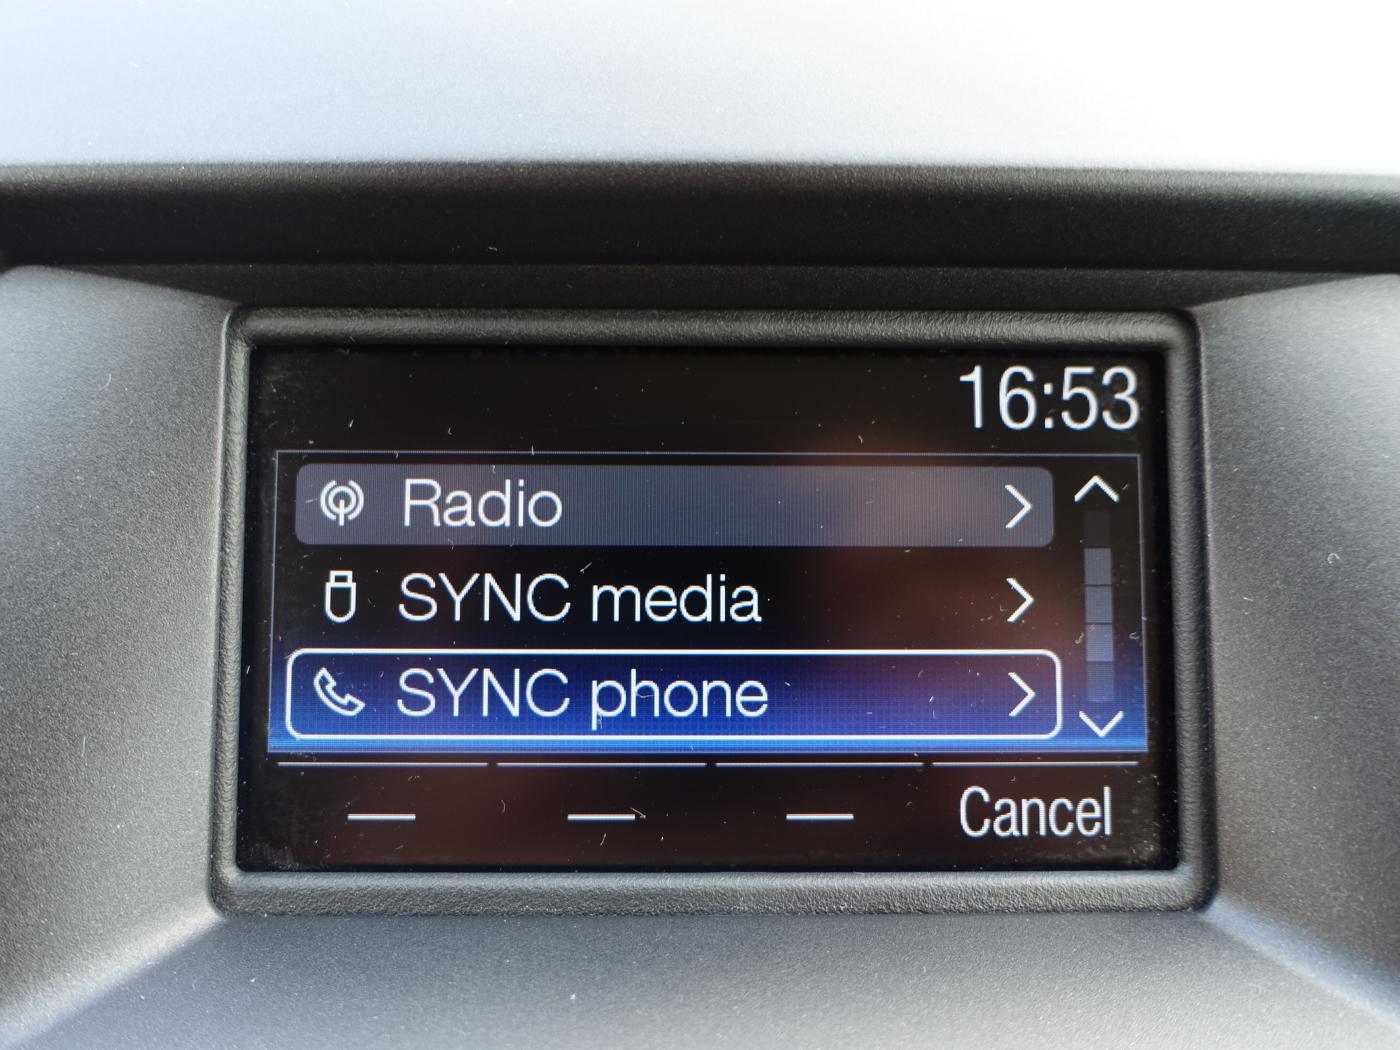 16:53
Radio
SYNC media
SYNC phone
Cancel